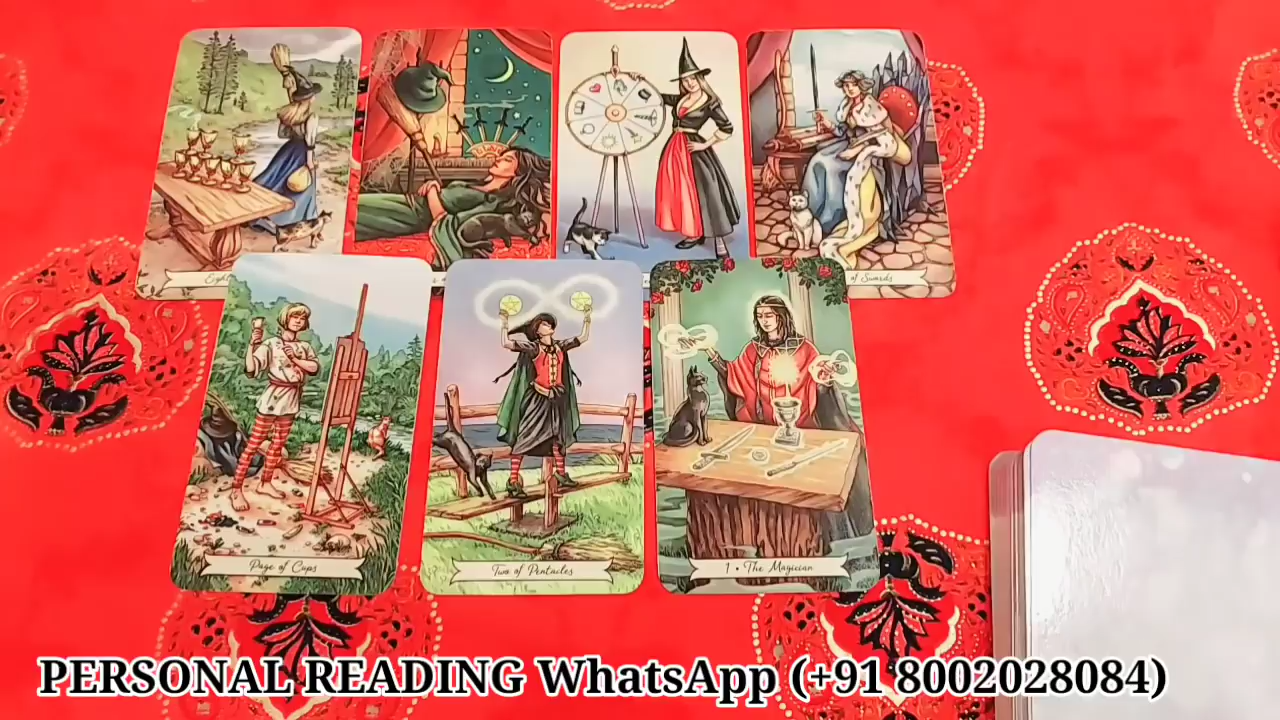 of Swords
Page of Cups
Two of Pentacles
1 • The Magician
PERSONAL READING WhatsApp (+91 8002028084)